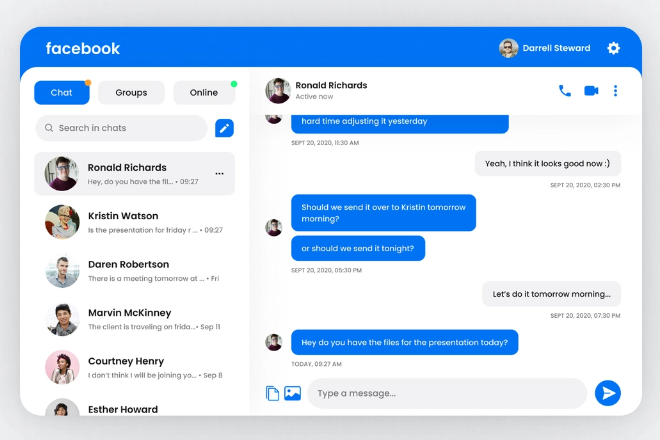 facebook
Darrell Steward
Chat
Groups
Online
Search in chats
Ronald Richards
Hey, do you have the fil... • 09:27
Kristin Watson
Is the presentation for friday r ... • 09:27
Daren Robertson
There is a meeting tomorrow at ... • Fri
Marvin McKinney
The client is traveling on frida...• Sep 11
Courtney Henry
I don't think I will be joining yo... • Sep 8
Esther Howard
Ronald Richards
Active now
hard time adjusting it yesterday
SEPT 20, 2020, 11:30 AM
Yeah, I think it looks good now :)
SEPT 20, 2020, 02:30 PM
Should we send it over to Kristin tomorrow
morning?
or should we send it tonight?
SEPT 20, 2020, 05:30 PM
Let's do it tomorrow morning...
SEPT 20, 2020, 07:30 PM
Hey do you have the files for the presentation today?
TODAY, 09:27 AM
Type a message...